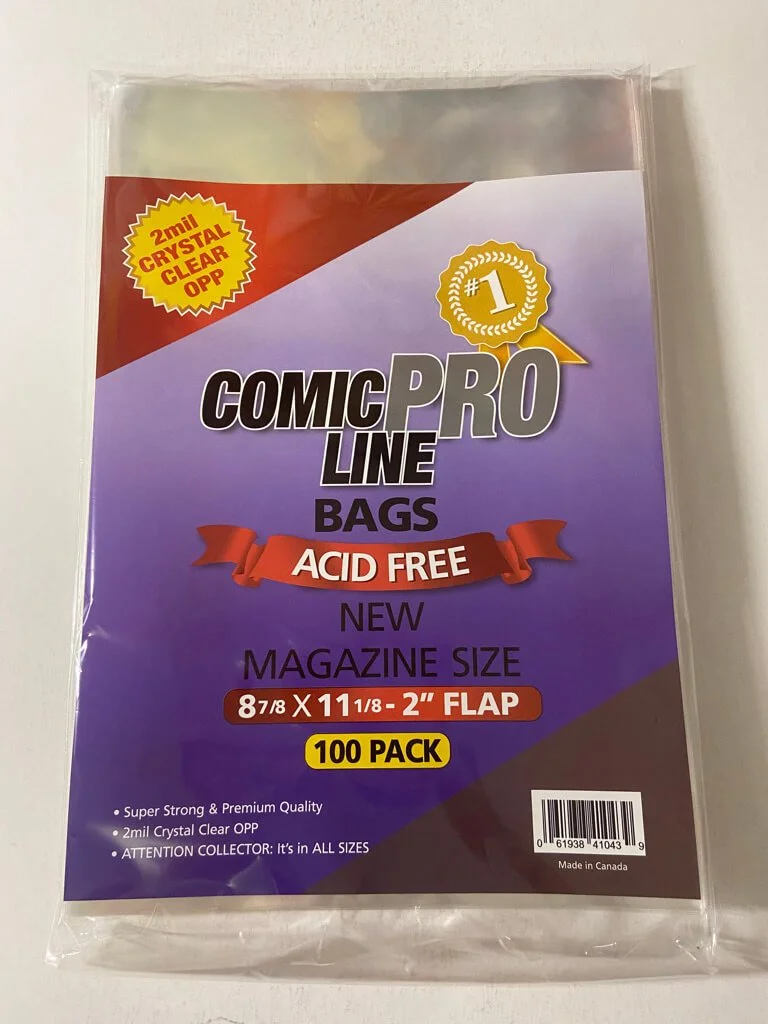 2mil
CRYSTAL
CLEAR
OPP
#1
COMIC PRO
LINE
BAGS
ACID FREE
NEW
MAGAZINE SIZE
8 7/8 X 11 1/8 - 2" FLAP
100 PACK
• Super Strong & Premium Quality
• 2mil Crystal Clear OPP
• ATTENTION COLLECTOR: It's in ALL SIZES
0 61938 41043 9
Made in Canada